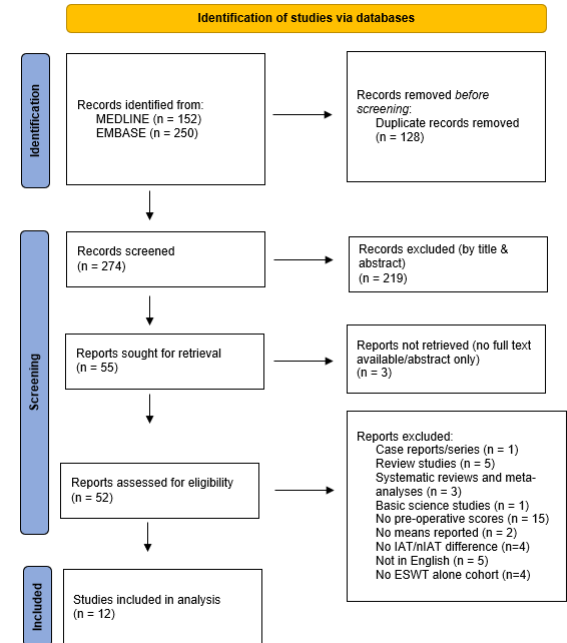 Identification of studies via databases
Identification
Records identified from:
MEDLINE (n = 152)
EMBASE (n = 250)
Records removed before
screening:
Duplicate records removed
(n = 128)
Screening
Records screened
(n = 274)
Records excluded (by title &
abstract)
(n = 219)
Reports sought for retrieval
(n = 55)
Reports not retrieved (no full text
available/abstract only)
(n = 3)
Reports assessed for eligibility
(n = 52)
Reports excluded:
Case reports/series (n = 1)
Review studies (n = 5)
Systematic reviews and meta-
analyses (n = 3)
Basic science studies (n = 1)
No pre-operative scores (n = 15)
No means reported (n = 2)
No IAT/nIAT difference (n=4)
Not in English (n = 5)
No ESWT alone cohort (n=4)
Included
Studies included in analysis
(n = 12)